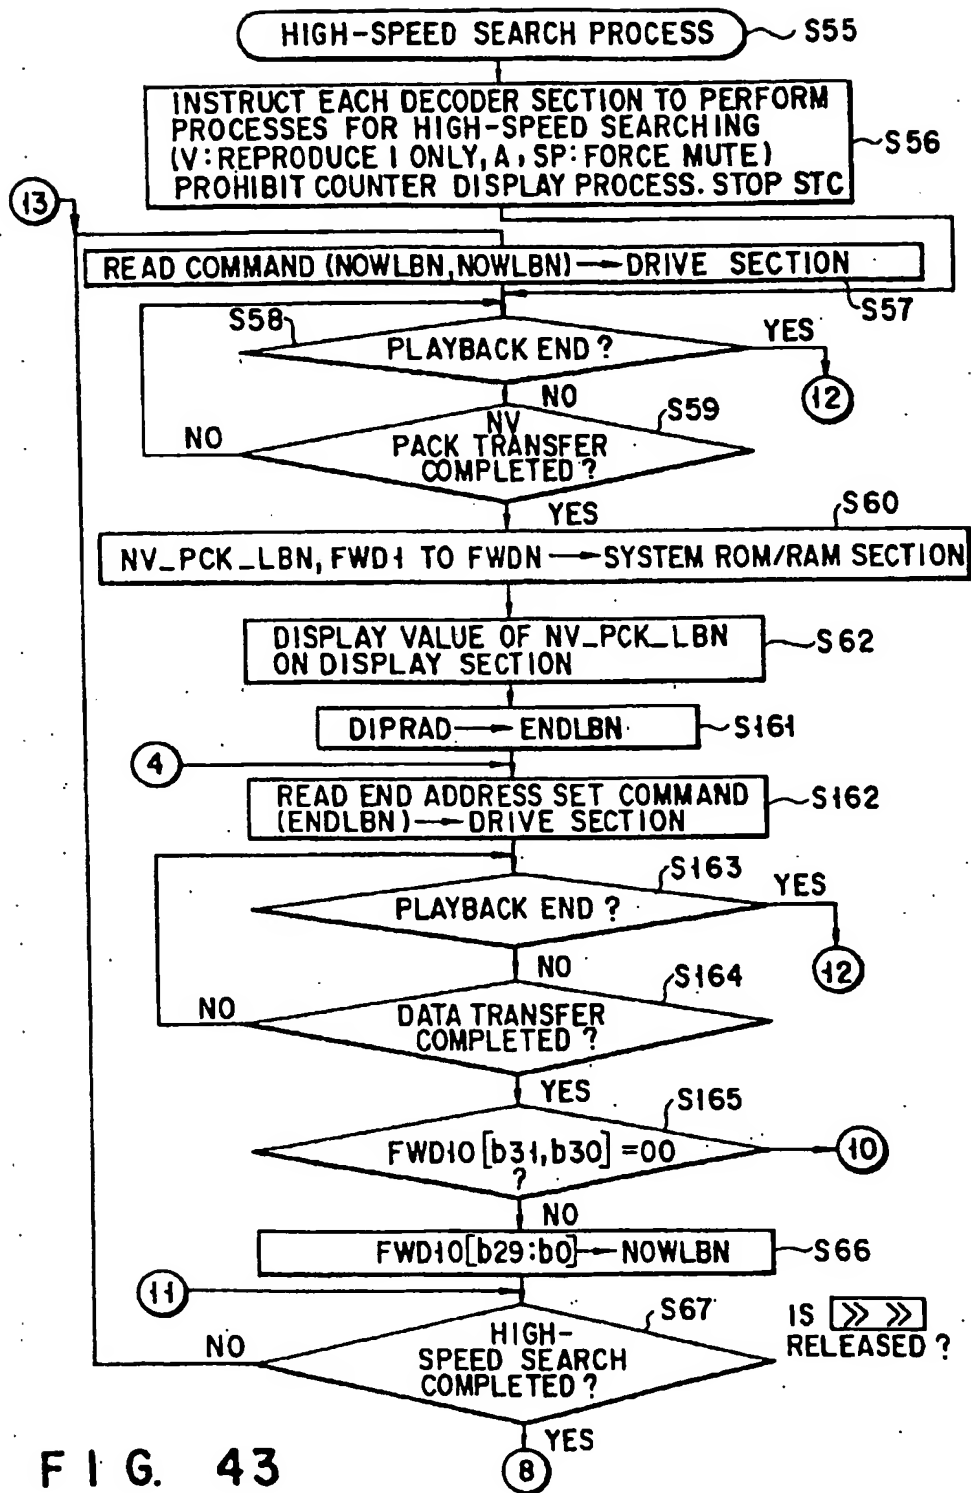 HIGH-SPEED SEARCH PROCESS
S55
INSTRUCT EACH DECODER SECTION TO PERFORM
PROCESSES FOR HIGH-SPEED SEARCHING
(V:REPRODUCE I ONLY, A, SP:FORCE MUTE)
PROHIBIT COUNTER DISPLAY PROCESS. STOP STC
S56
13
READ COMMAND (NOWLBN,NOWLBN) → DRIVE SECTION
S57
S58
PLAYBACK END ?
YES
12
NO
S59
NV
PACK TRANSFER
COMPLETED ?
NO
YES
S60
NV_PCK_LBN, FWD1 TO FWDN → SYSTEM ROM/RAM SECTION
DISPLAY VALUE OF NV_PCK_LBN
ON DISPLAY SECTION
S62
DIPRAD → ENDLBN
S161
4
READ END ADDRESS SET COMMAND
(ENDLBN) → DRIVE SECTION
S162
S163
PLAYBACK END ?
YES
12
NO
S164
DATA TRANSFER
COMPLETED ?
NO
YES
S165
FWD10 [b31,b30] =00
?
10
NO
FWD10[b29:b0] → NOWLBN
S66
11
S67
HIGH-
SPEED SEARCH
COMPLETED ?
NO
IS >> >>
RELEASED ?
YES
8
FIG. 43